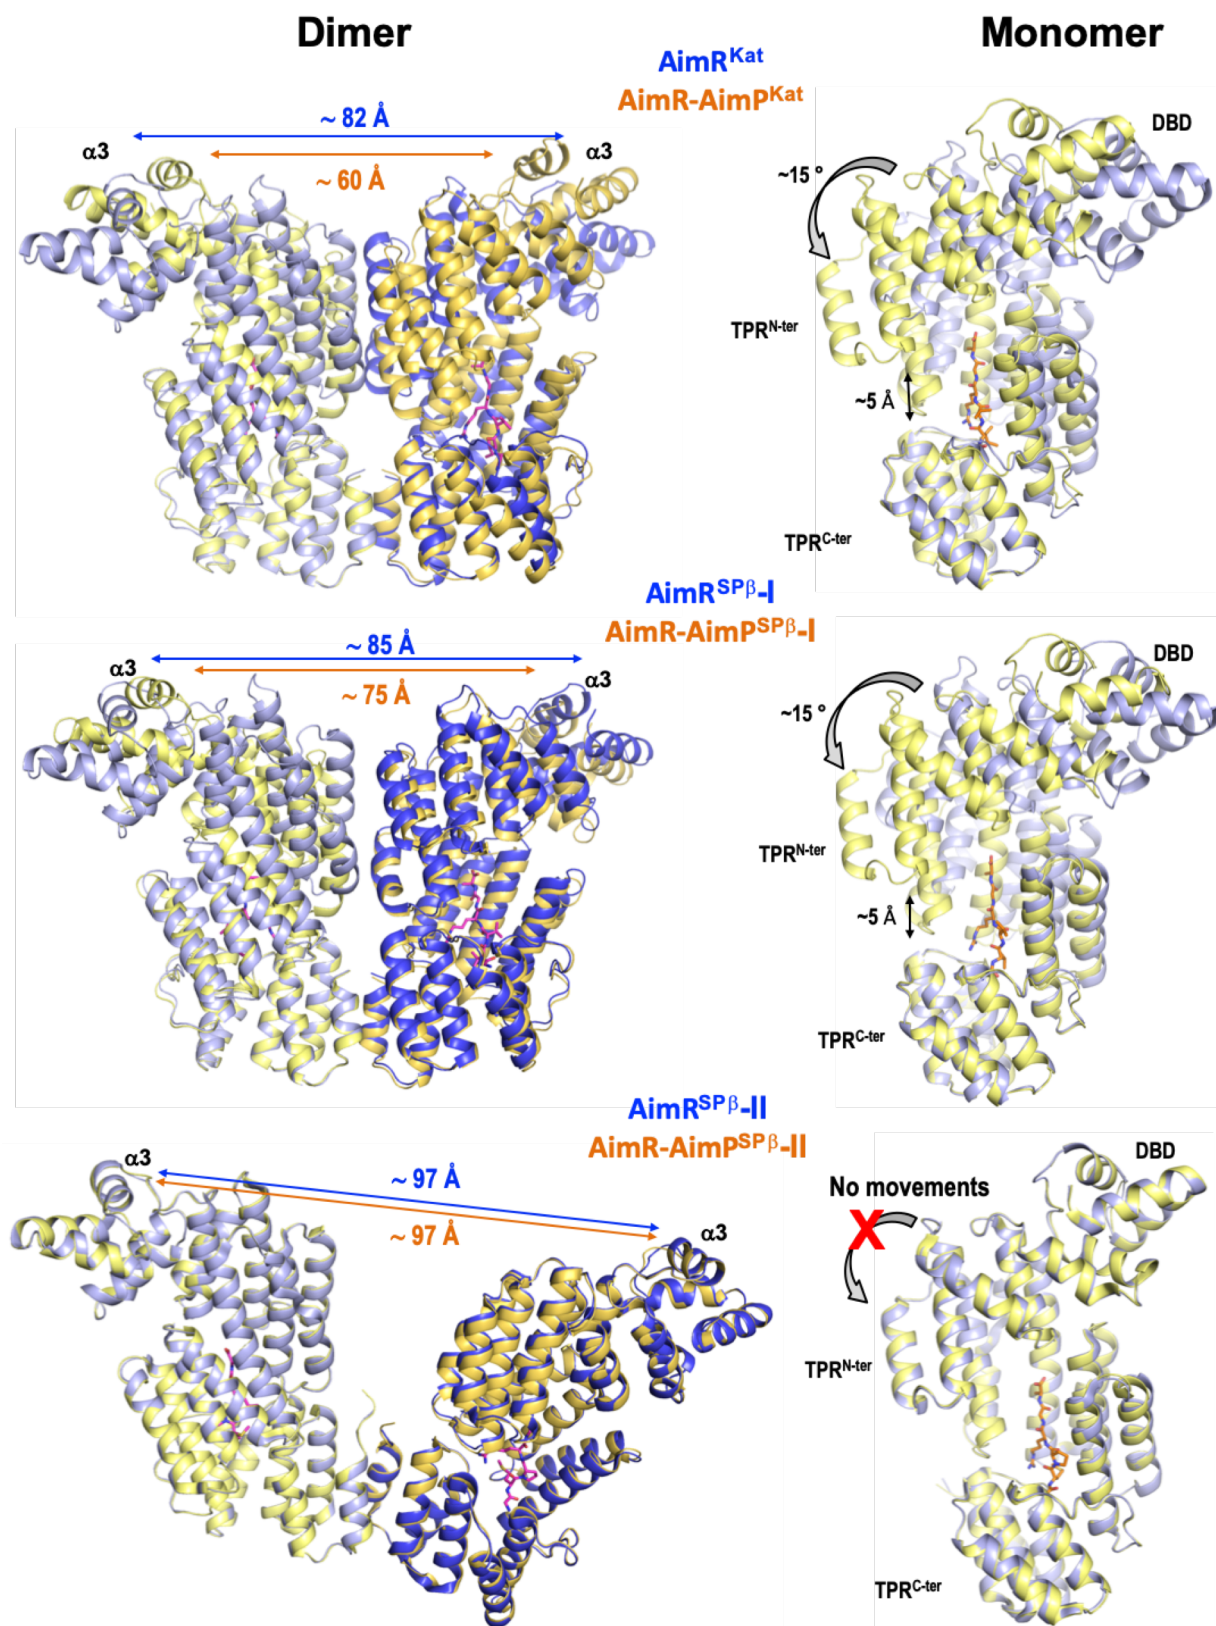 Dimer
Monomer
AimR^Kat
AimR-AimP^Kat
~ 82 Å
α3
α3
~ 60 Å
DBD
~15 °
TPR^N-ter
~5 Å
TPR^C-ter
AimR^SPβ-I
AimR-AimP^SPβ-I
~ 85 Å
α3
α3
~ 75 Å
DBD
~15 °
TPR^N-ter
~5 Å
TPR^C-ter
AimR^SPβ-II
AimR-AimP^SPβ-II
α3
~ 97 Å
~ 97 Å
α3
DBD
No movements
X
TPR^N-ter
TPR^C-ter